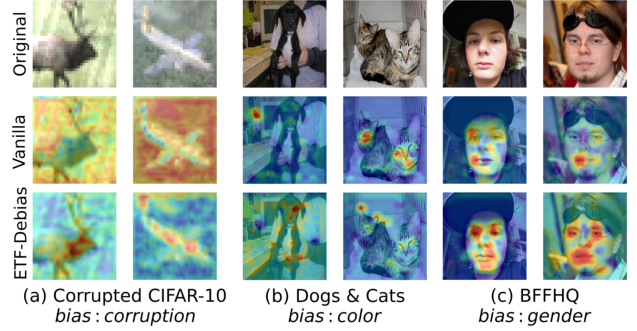 Original
Vanilla
ETF-Debias
(a) Corrupted CIFAR-10
bias : corruption
(b) Dogs & Cats
bias : color
(c) BFFHQ
bias : gender